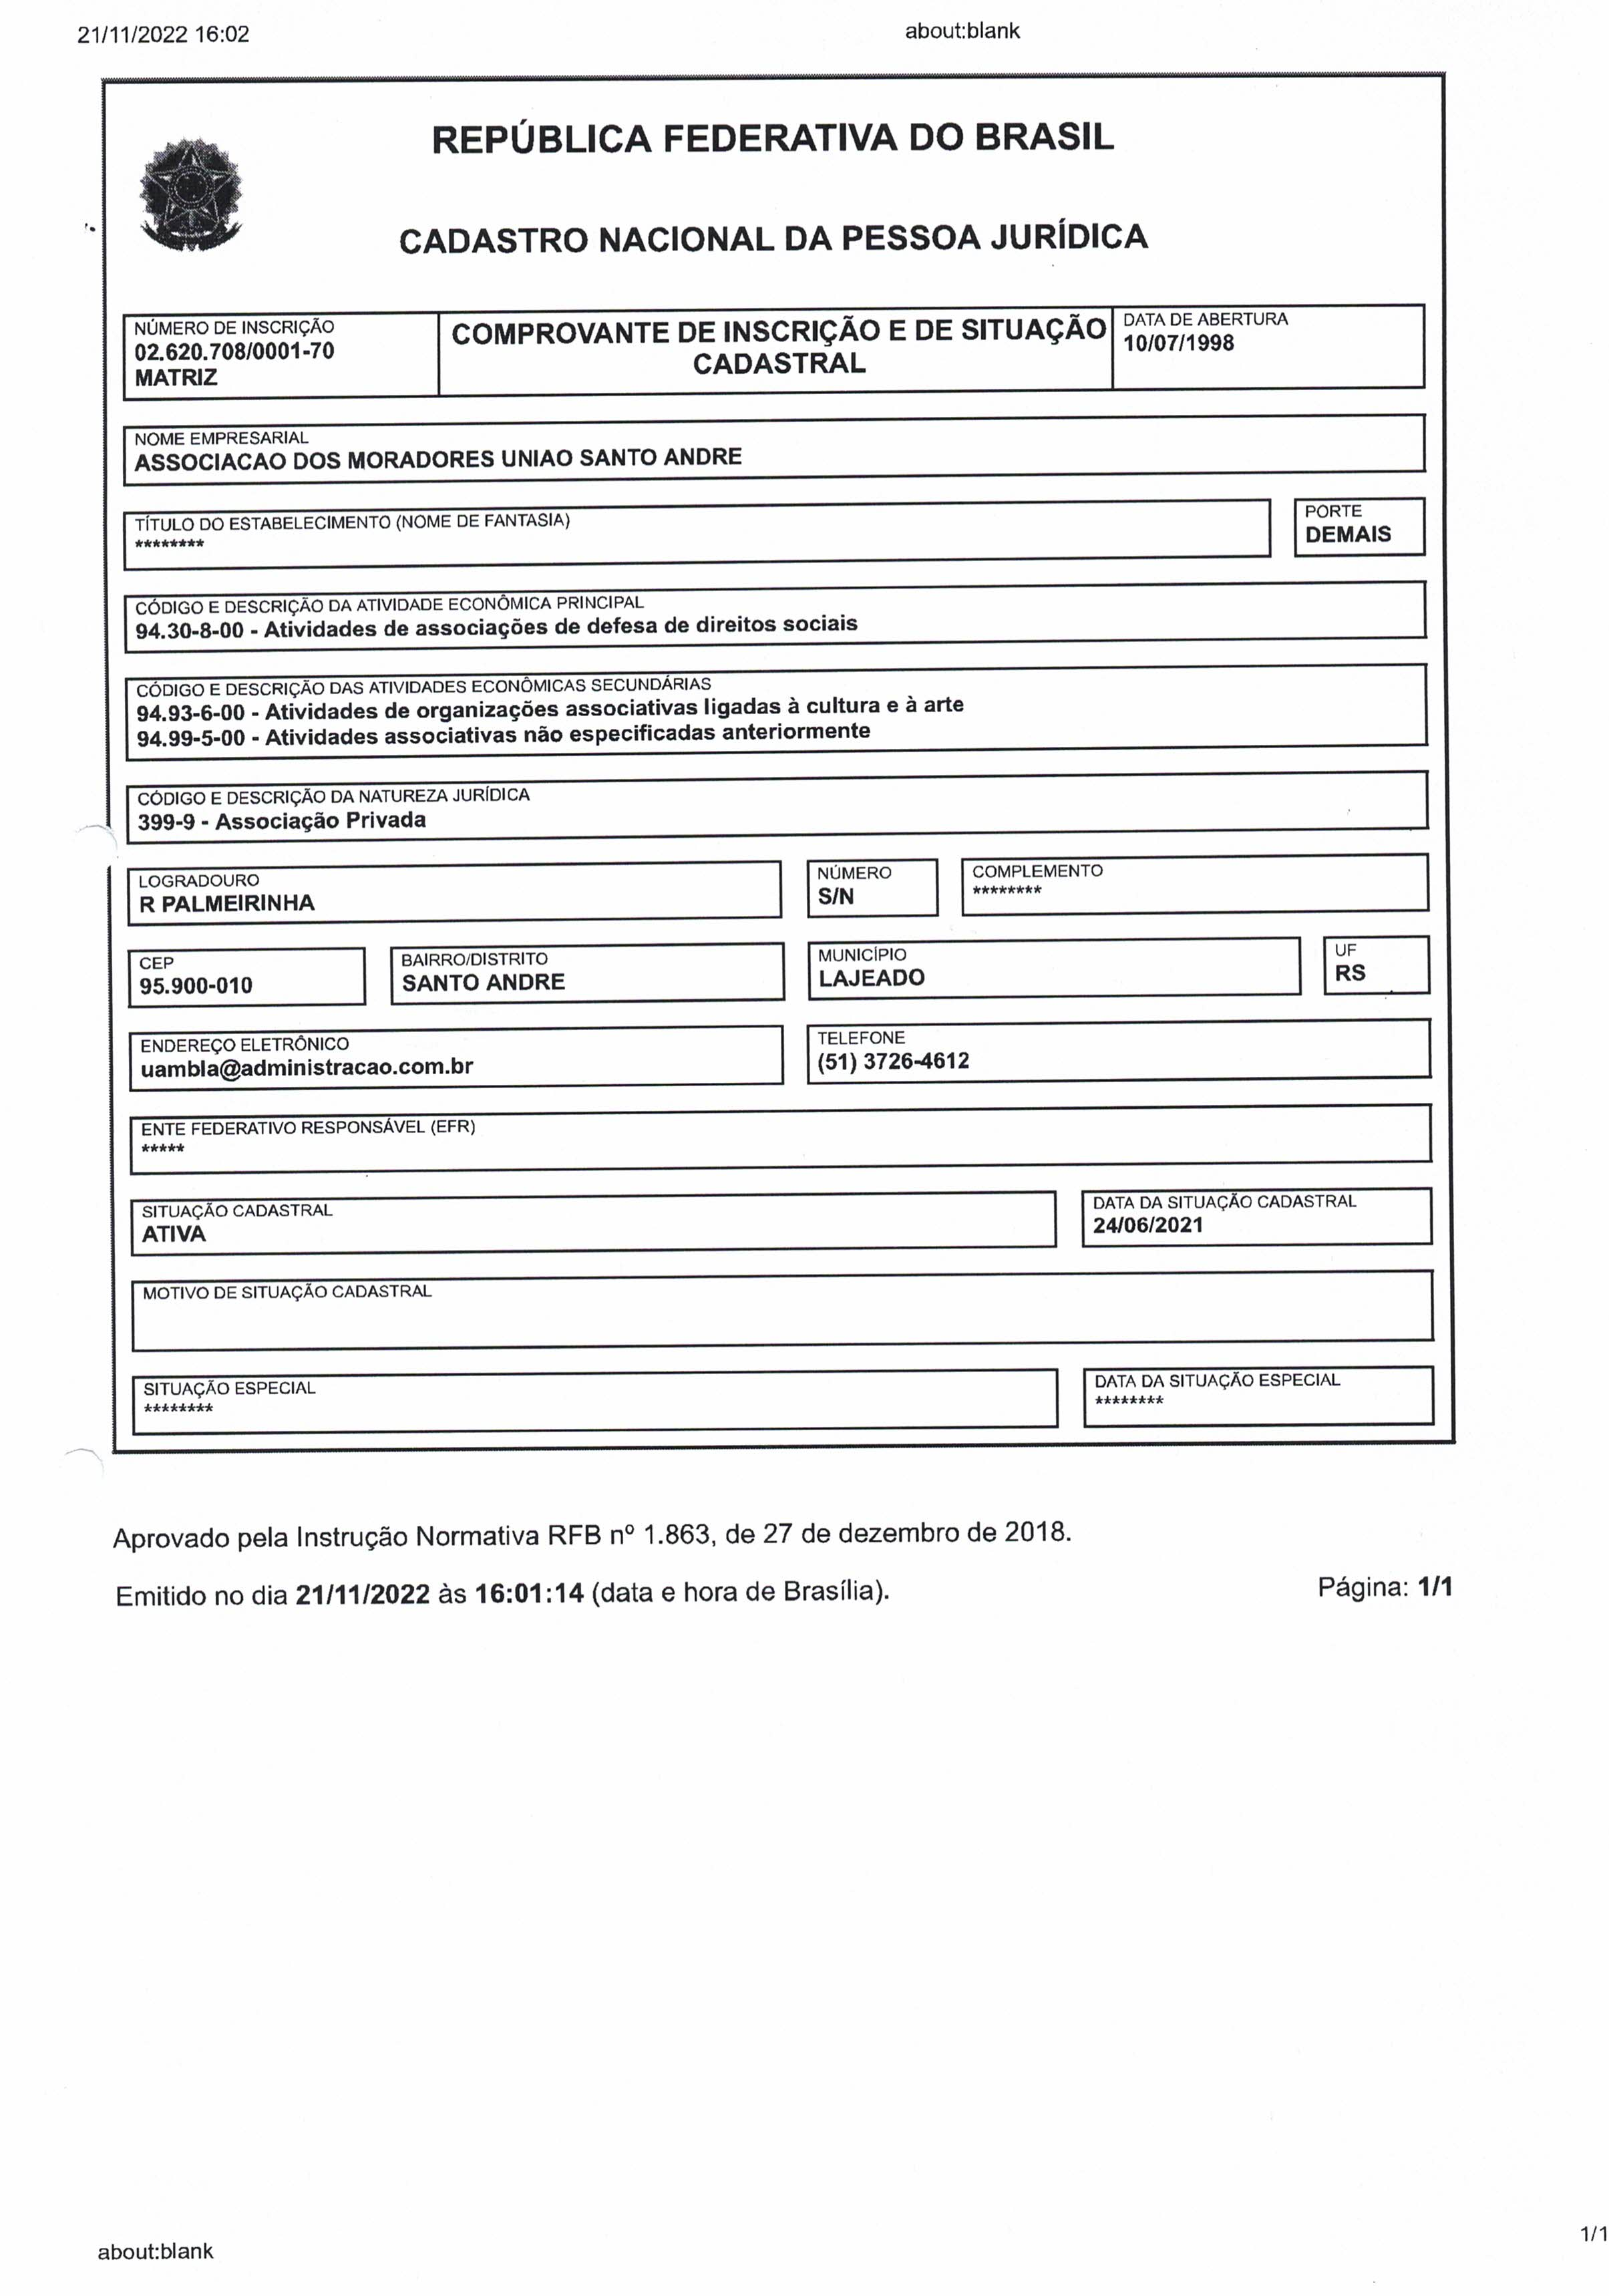 21/11/2022 16:02
about:blank
REPÚBLICA FEDERATIVA DO BRASIL
CADASTRO NACIONAL DA PESSOA JURÍDICA
NÚMERO DE INSCRIÇÃO
02.620.708/0001-70
MATRIZ
COMPROVANTE DE INSCRIÇÃO E DE SITUAÇÃO
CADASTRAL
DATA DE ABERTURA
10/07/1998
NOME EMPRESARIAL
ASSOCIACAO DOS MORADORES UNIAO SANTO ANDRE
TÍTULO DO ESTABELECIMENTO (NOME DE FANTASIA)
********
PORTE
DEMAIS
CÓDIGO E DESCRIÇÃO DA ATIVIDADE ECONÔMICA PRINCIPAL
94.30-8-00 - Atividades de associações de defesa de direitos sociais
CÓDIGO E DESCRIÇÃO DAS ATIVIDADES ECONÔMICAS SECUNDÁRIAS
94.93-6-00 - Atividades de organizações associativas ligadas à cultura e à arte
94.99-5-00 - Atividades associativas não especificadas anteriormente
CÓDIGO E DESCRIÇÃO DA NATUREZA JURÍDICA
399-9 - Associação Privada
LOGRADOURO
R PALMEIRINHA
NÚMERO
S/N
COMPLEMENTO
********
CEP
95.900-010
BAIRRO/DISTRITO
SANTO ANDRE
MUNICÍPIO
LAJEADO
UF
RS
ENDEREÇO ELETRÔNICO
uambla@administracao.com.br
TELEFONE
(51) 3726-4612
ENTE FEDERATIVO RESPONSÁVEL (EFR)
*****
SITUAÇÃO CADASTRAL
ATIVA
DATA DA SITUAÇÃO CADASTRAL
24/06/2021
MOTIVO DE SITUAÇÃO CADASTRAL
SITUAÇÃO ESPECIAL
********
DATA DA SITUAÇÃO ESPECIAL
********
Aprovado pela Instrução Normativa RFB nº 1.863, de 27 de dezembro de 2018.
Emitido no dia 21/11/2022 às 16:01:14 (data e hora de Brasília).
Página: 1/1
about:blank
1/1